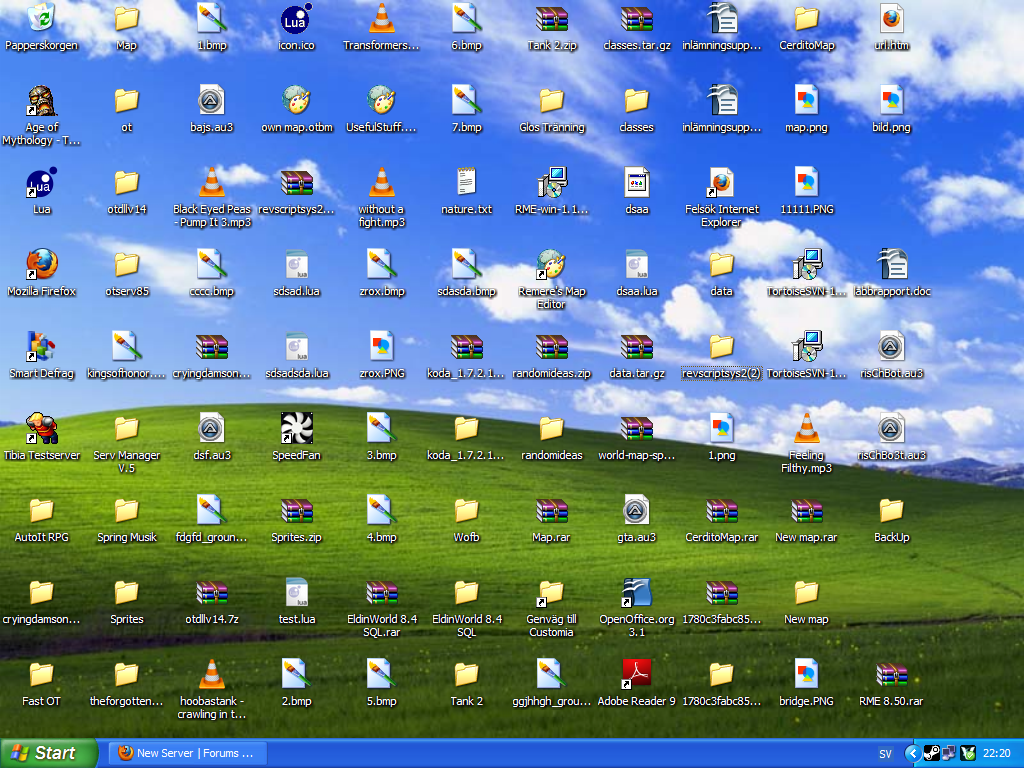 Papperskorgen
Map
1.bmp
icon.ico
Transformers...
6.bmp
Tank 2.zip
classes.tar.gz
inlämningsupp...
CerditoMap
url.htm
Age of
Mythology - T...
ot
bajs.au3
own map.otbm
UsefulStuff....
7.bmp
Glos Tränning
classes
inlämningsupp...
map.png
bild.png
Lua
otdllv14
Black Eyed Peas
- Pump It 3.mp3
revscriptsys2...
without a
fight.mp3
nature.txt
RME-win-1.1...
dsaa
Felsök Internet
Explorer
11111.PNG
Mozilla Firefox
otserv85
cccc.bmp
sdsad.lua
zrox.bmp
sdasda.bmp
Remere's Map
Editor
dsaa.lua
data
TortoiseSVN-1...
labbrapport.doc
Smart Defrag
kingsofhonor....
cryingdamson...
sdsadsda.lua
zrox.PNG
koda_1.7.2.1...
randomideas.zip
data.tar.gz
revscriptsys2(2)
TortoiseSVN-1...
risChBot.au3
Tibia Testserver
Serv Manager
V.5
dsf.au3
SpeedFan
3.bmp
koda_1.7.2.1...
randomideas
world-map-sp...
1.png
Feeling
Filthy.mp3
risChBo3t.au3
AutoIt RPG
Spring Musik
fdgfd_groun...
Sprites.zip
4.bmp
Wofb
Map.rar
gta.au3
CerditoMap.rar
New map.rar
BackUp
cryingdamson...
Sprites
otdllv14.7z
test.lua
EldinWorld 8.4
SQL.rar
EldinWorld 8.4
SQL
Genväg till
Customia
OpenOffice.org
3.1
1780c3fabc85...
New map
Fast OT
theforgotten...
hoobastank -
crawling in t...
2.bmp
5.bmp
Tank 2
ggjhhgh_grou...
Adobe Reader 9
1780c3fabc85...
bridge.PNG
RME 8.50.rar
Start
New Server | Forums ...
SV
22:20